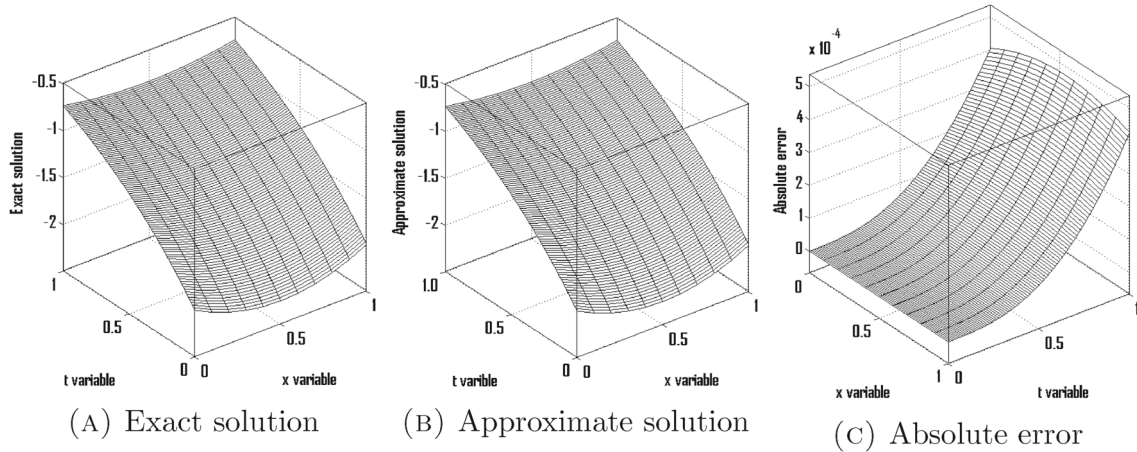 -0.5
-1
-1.5
-2
Exact solution
1
0.5
0
t variable
0
0.5
1
x variable
(A) Exact solution
-0.5
-1
-1.5
-2
Approximate solution
1.0
0.5
0
t varible
0
0.5
1
x variable
(B) Approximate solution
x 10^-4
5
4
3
2
1
0
Absolute error
0
0.5
1
x variable
0
0.5
1
t variable
(C) Absolute error